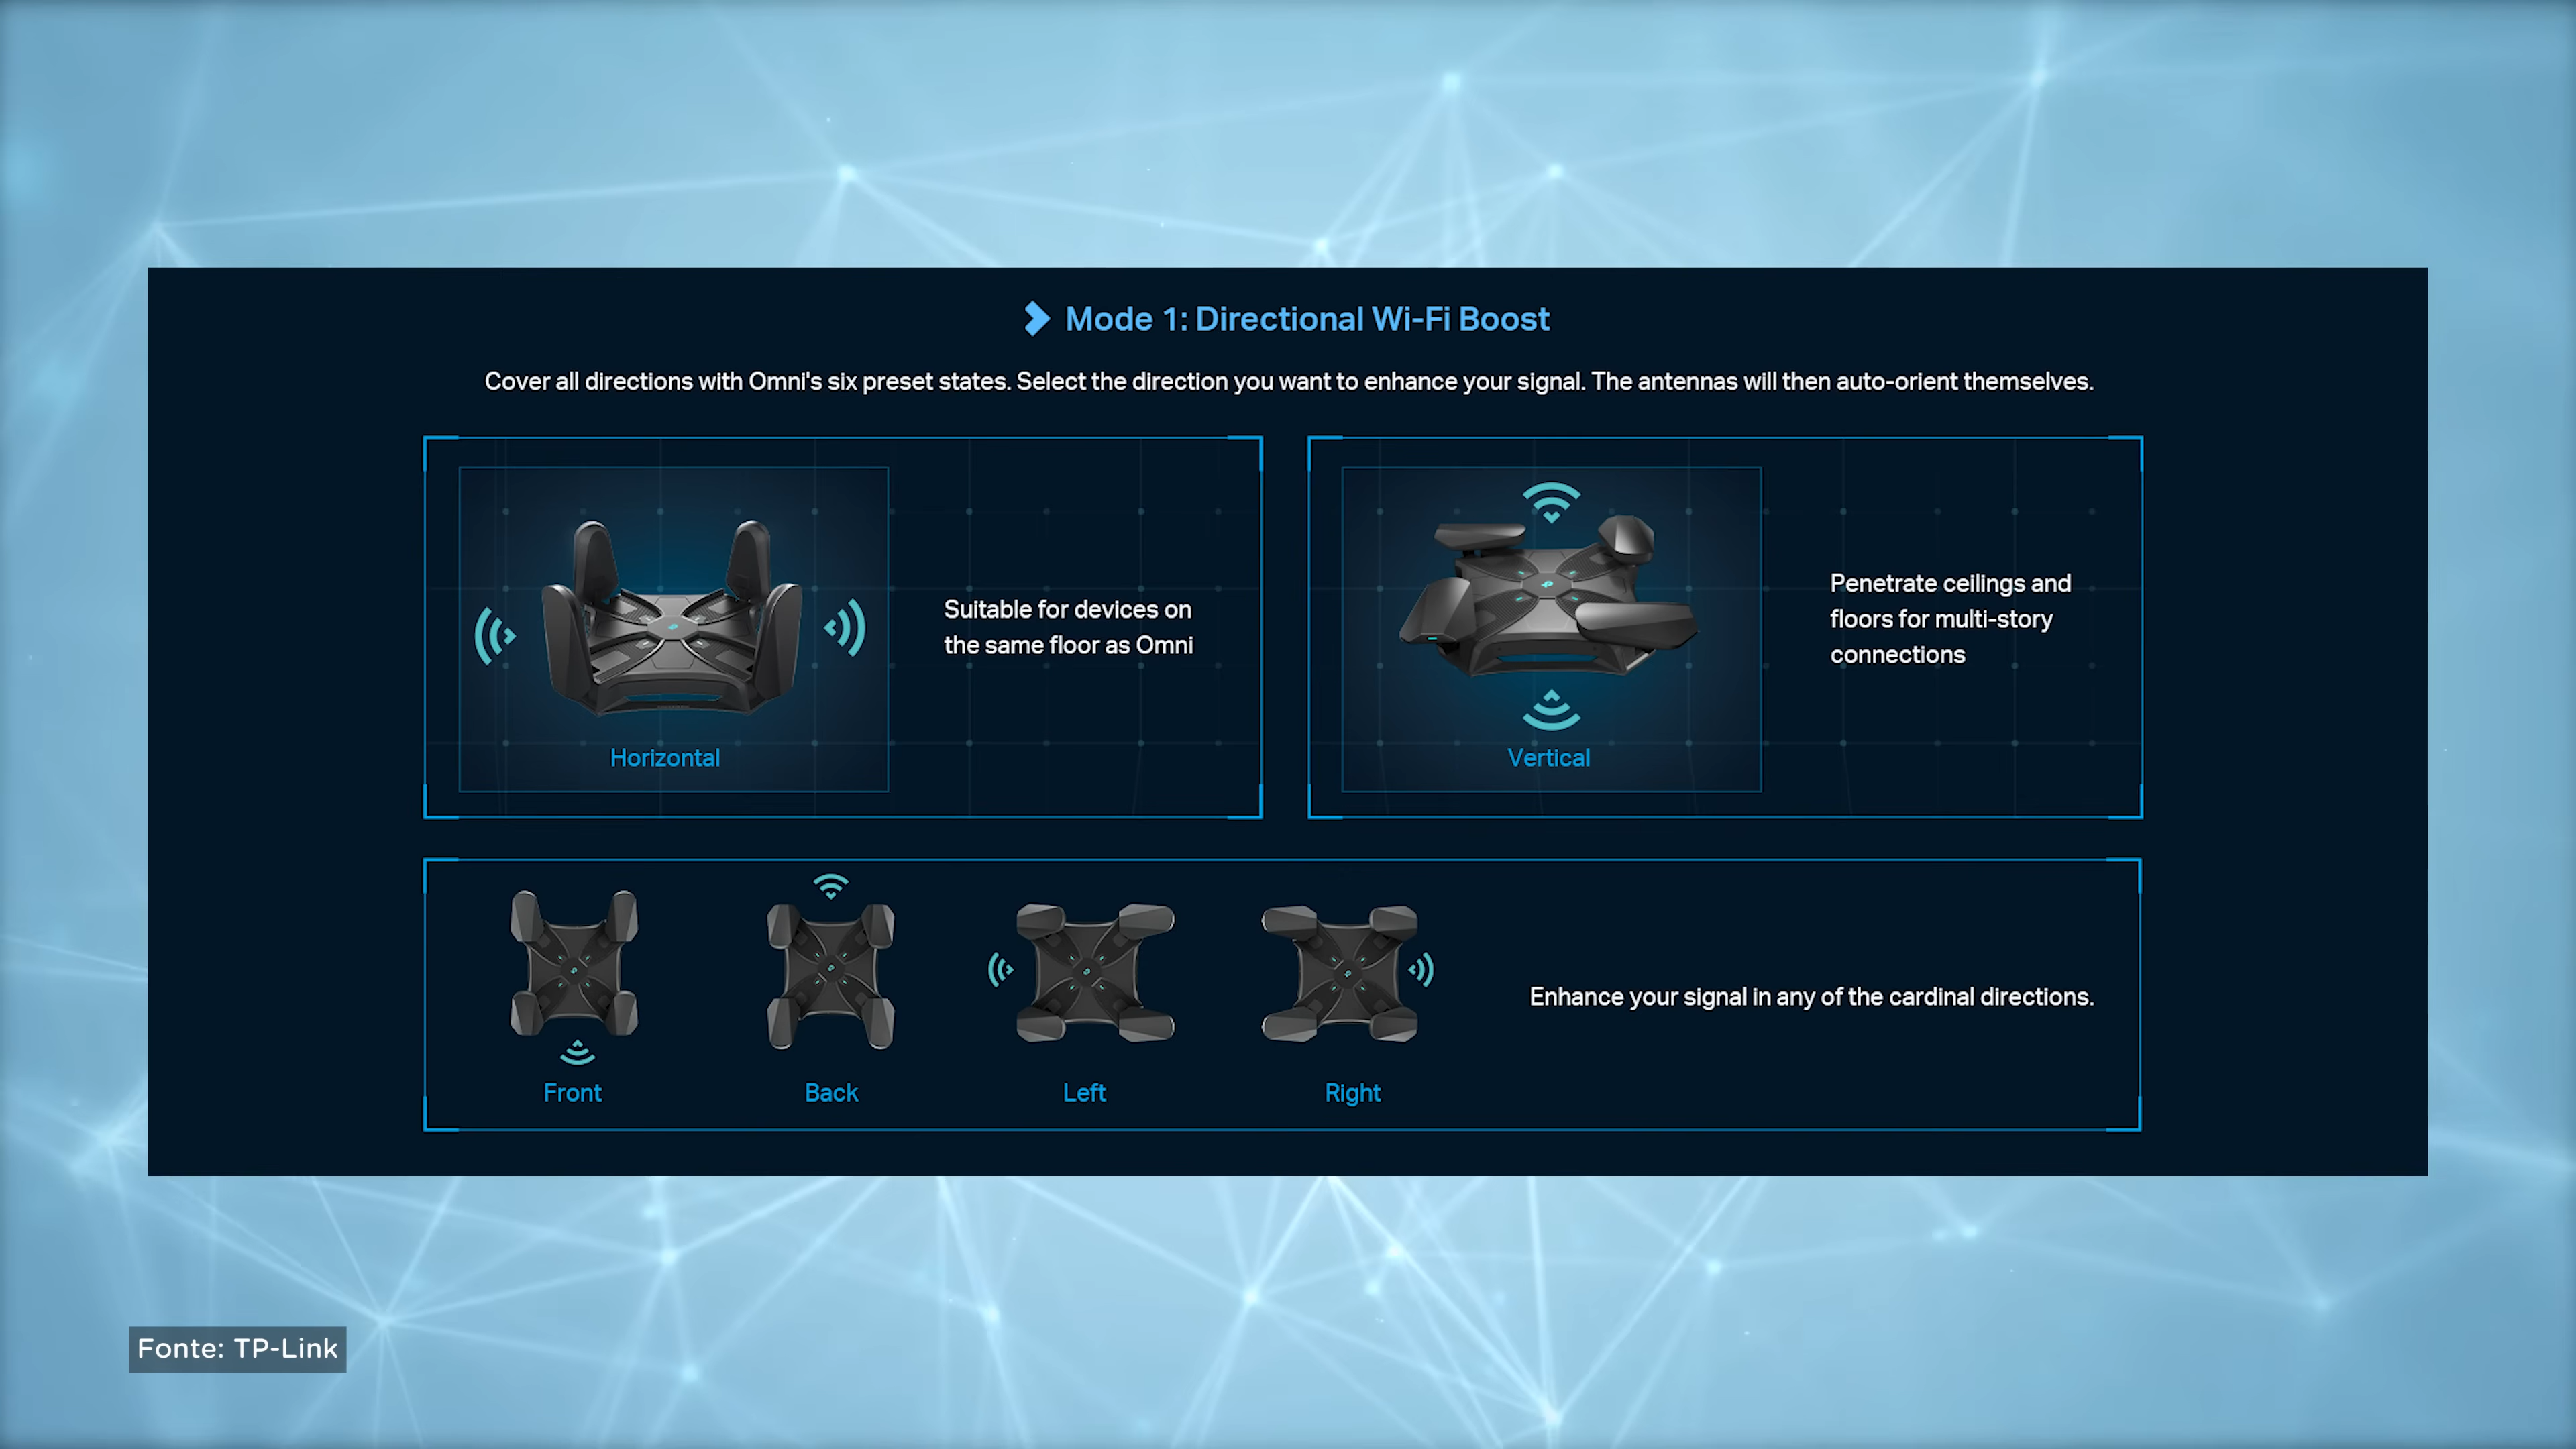 Mode 1: Directional Wi-Fi Boost
Cover all directions with Omni's six preset states. Select the direction you want to enhance your signal. The antennas will then auto-orient themselves.
Horizontal
Suitable for devices on
the same floor as Omni
Vertical
Penetrate ceilings and
floors for multi-story
connections
Front
Back
Left
Right
Enhance your signal in any of the cardinal directions.
Fonte: TP-Link